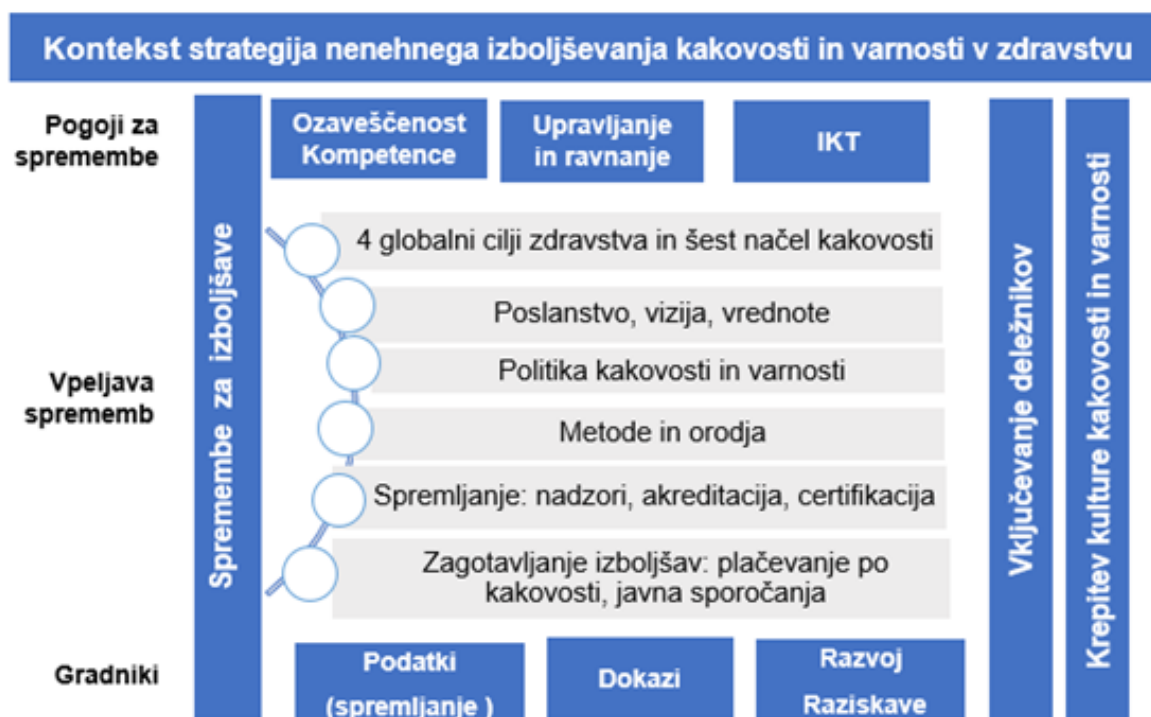 Kontekst strategija nenehnega izboljševanja kakovosti in varnosti v zdravstvu
Pogoji za
spremembe
Ozaveščenost
Kompetence
Upravljanje
in ravnanje
IKT
Spremembe za izboljšave
Vpeljava
sprememb
4 globalni cilji zdravstva in šest načel kakovosti
Poslanstvo, vizija, vrednote
Politika kakovosti in varnosti
Metode in orodja
Spremljanje: nadzori, akreditacija, certifikacija
Zagotavljanje izboljšav: plačevanje po
kakovosti, javna sporočanja
Vključevanje deležnikov
Krepitev kulture kakovosti in varnosti
Gradniki
Podatki
(spremljanje )
Dokazi
Razvoj
Raziskave